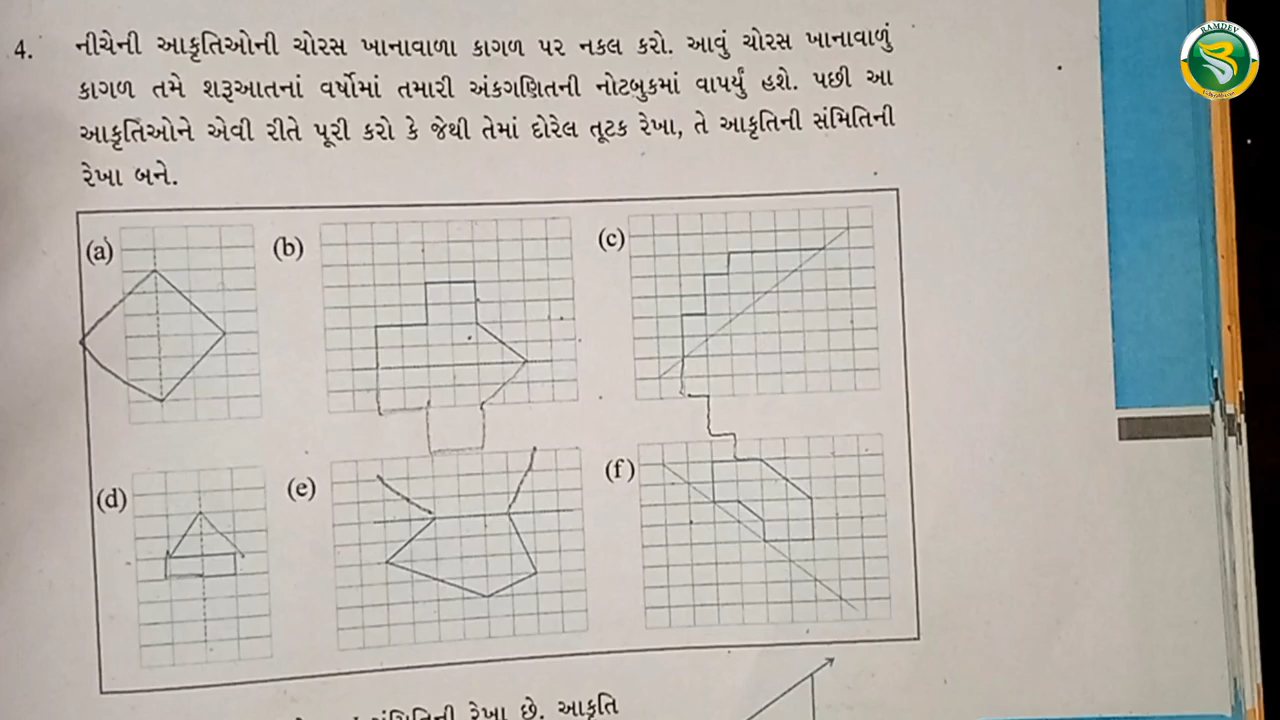 4. નીચેની આકૃતિઓની ચોરસ ખાનાવાળા કાગળ પર નકલ કરો. આવું ચોરસ ખાનાવાળું
કાગળ તમે શરૂઆતનાં વર્ષોમાં તમારી અંકગણિતની નોટબુકમાં વાપર્યું હશે. પછી આ
આકૃતિઓને એવી રીતે પૂરી કરો કે જેથી તેમાં દોરેલ તૂટક રેખા, તે આકૃતિની સંમિતિની
રેખા બને.
(a) (b) (c)
(d) (e) (f)
સંમિતિની રેખા છે. આકૃતિ
RAMDEV